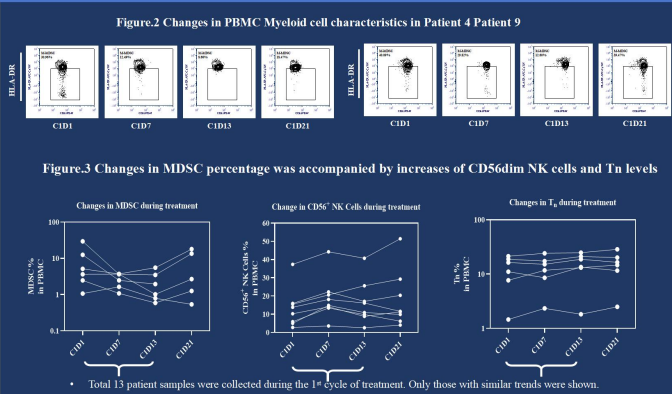 Figure.2 Changes in PBMC Myeloid cell characteristics in Patient 4 Patient 9
HLA-DR
C1D1 C1D7 C1D13 C1D21
HLA-DR
C1D1 C1D7 C1D13 C1D21
Figure.3 Changes in MDSC percentage was accompanied by increases of CD56dim NK cells and Tn levels
Changes in MDSC during treatment
MDSC %
in PBMC
100
10
1
0.1
C1D1 C1D7 C1D13 C1D21
Change in CD56+ NK Cells during treatment
CD56+ NK Cells %
in PBMC
60
50
40
30
20
10
0
C1D1 C1D7 C1D13 C1D21
Changes in Tn during treatment
Tn %
in PBMC
100
10
1
C1D1 C1D7 C1D13 C1D21
• Total 13 patient samples were collected during the 1st cycle of treatment. Only those with similar trends were shown.